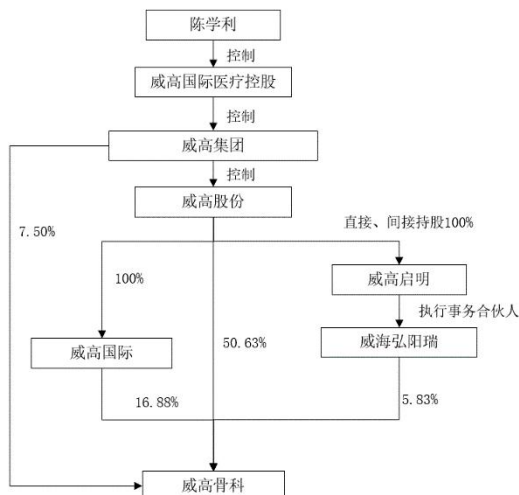 陈学利
控制
威高国际医疗控股
控制
威高集团
控制
威高股份
7.50%
直接、间接持股100%
100%
威高启明
执行事务合伙人
50.63%
威高国际
威海弘阳瑞
16.88%
5.83%
威高骨科